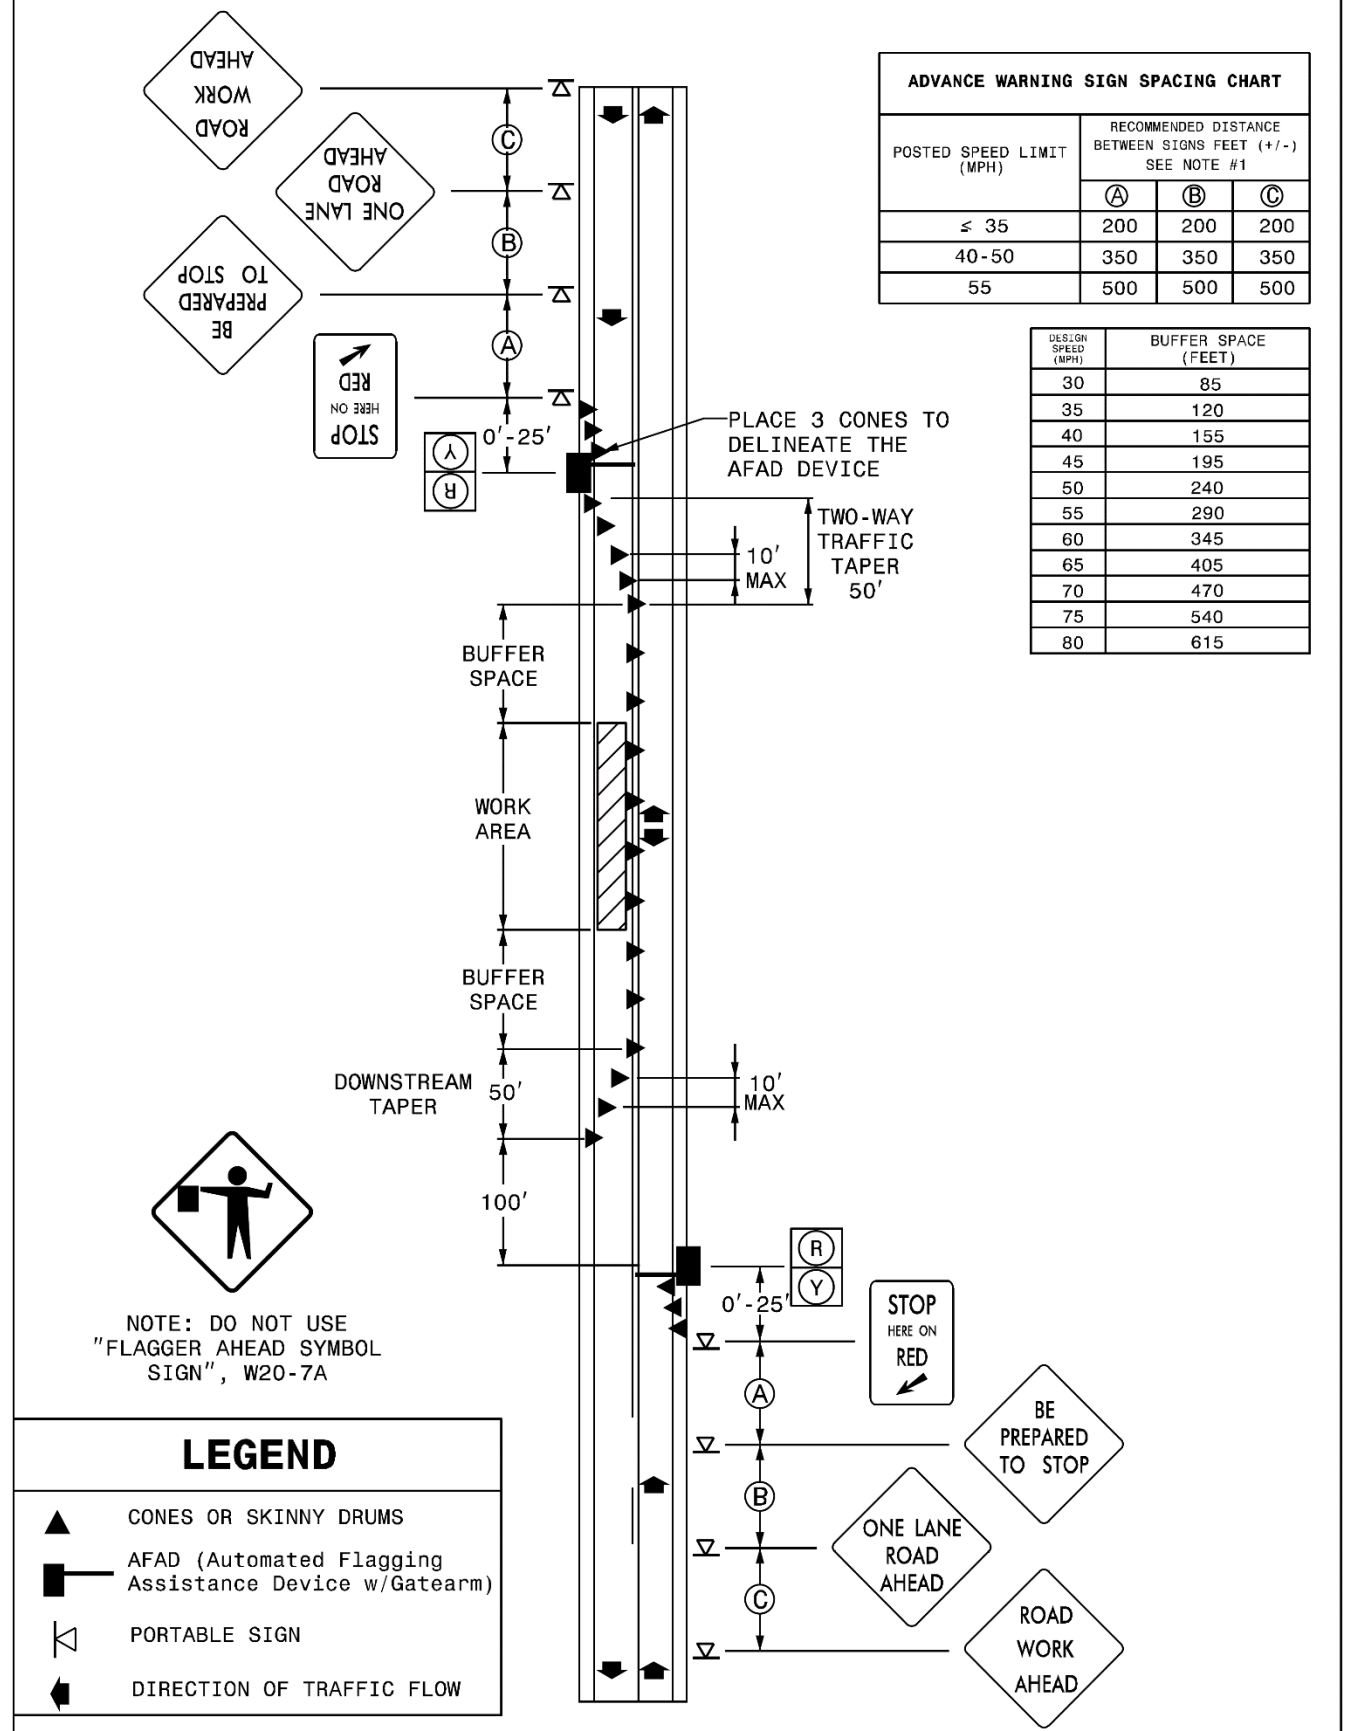 ROAD
WORK
AHEAD
ONE LANE
ROAD
AHEAD
BE
PREPARED
TO STOP
STOP
HERE ON
RED
R
Y
C
B
A
0'-25'
ADVANCE WARNING SIGN SPACING CHART
POSTED SPEED LIMIT
(MPH)
RECOMMENDED DISTANCE
BETWEEN SIGNS FEET (+/-)
SEE NOTE #1
A B C
≤ 35 200 200 200
40-50 350 350 350
55 500 500 500
DESIGN
SPEED
(MPH)
BUFFER SPACE
(FEET)
30 85
35 120
40 155
45 195
50 240
55 290
60 345
65 405
70 470
75 540
80 615
PLACE 3 CONES TO
DELINEATE THE
AFAD DEVICE
TWO-WAY
TRAFFIC
TAPER
50'
10'
MAX
BUFFER
SPACE
WORK
AREA
BUFFER
SPACE
DOWNSTREAM
TAPER
50'
10'
MAX
100'
NOTE: DO NOT USE
"FLAGGER AHEAD SYMBOL
SIGN", W20-7A
R
Y
0'-25'
STOP
HERE ON
RED
A
BE
PREPARED
TO STOP
B
ONE LANE
ROAD
AHEAD
C
ROAD
WORK
AHEAD
LEGEND
CONES OR SKINNY DRUMS
AFAD (Automated Flagging
Assistance Device w/Gatearm)
PORTABLE SIGN
DIRECTION OF TRAFFIC FLOW